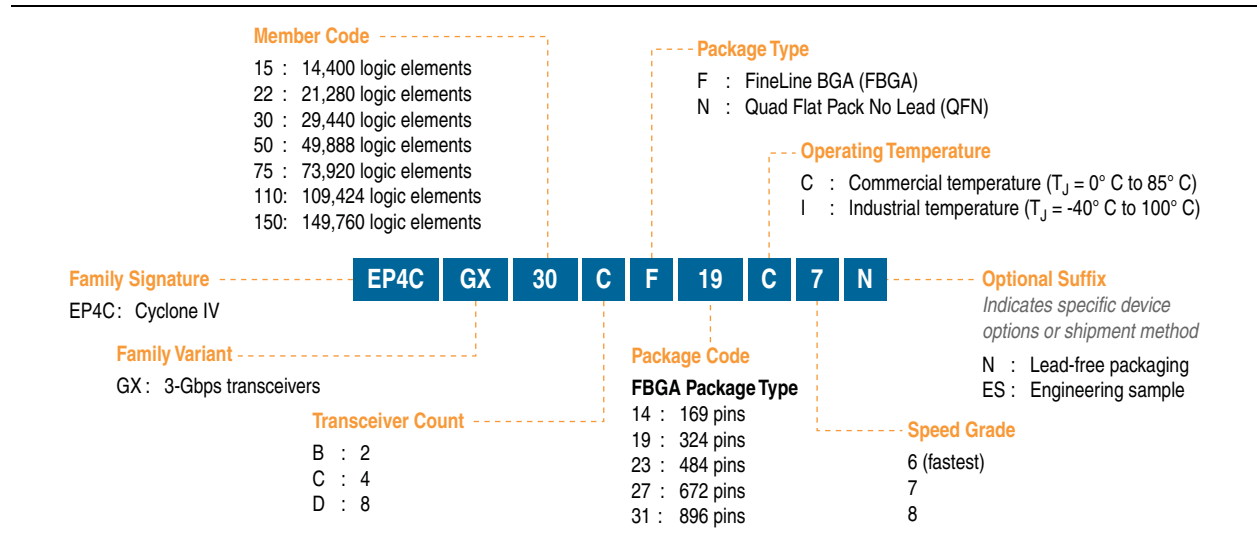 Member Code
15 : 14,400 logic elements
22 : 21,280 logic elements
30 : 29,440 logic elements
50 : 49,888 logic elements
75 : 73,920 logic elements
110: 109,424 logic elements
150: 149,760 logic elements
Package Type
F : FineLine BGA (FBGA)
N : Quad Flat Pack No Lead (QFN)
Operating Temperature
C : Commercial temperature (TJ = 0° C to 85° C)
I : Industrial temperature (TJ = -40° C to 100° C)
Family Signature
EP4C: Cyclone IV
EP4C GX 30 C F 19 C 7 N
Optional Suffix
Indicates specific device
options or shipment method
N : Lead-free packaging
ES : Engineering sample
Family Variant
GX : 3-Gbps transceivers
Transceiver Count
B : 2
C : 4
D : 8
Package Code
FBGA Package Type
14 : 169 pins
19 : 324 pins
23 : 484 pins
27 : 672 pins
31 : 896 pins
Speed Grade
6 (fastest)
7
8